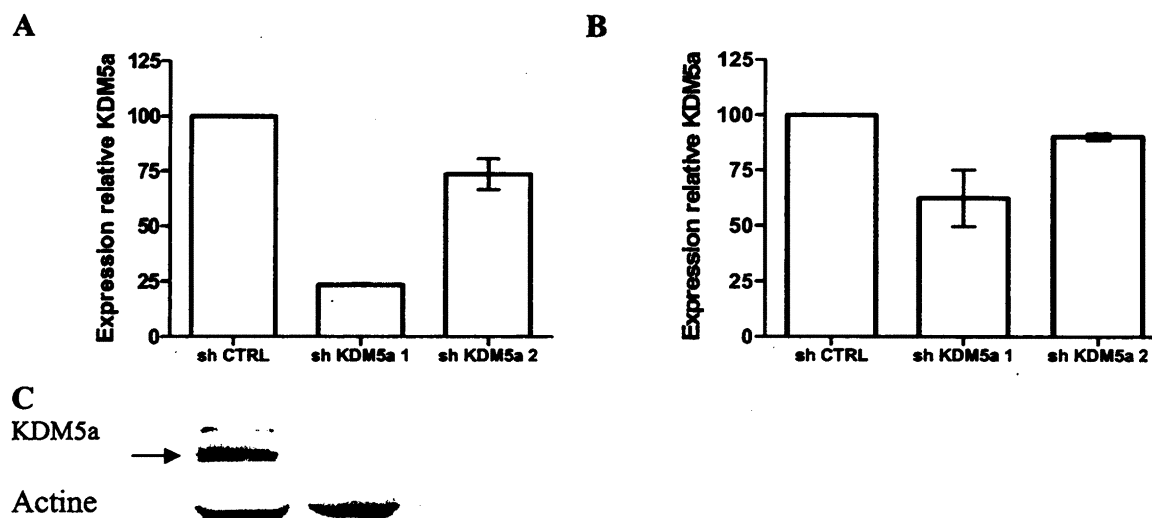 A
Expression relative KDM5a
125
100
75
50
25
0
sh CTRL
sh KDM5a 1
sh KDM5a 2
B
Expression relative KDM5a
125
100
75
50
25
0
sh CTRL
sh KDM5a 1
sh KDM5a 2
C
KDM5a
Actine